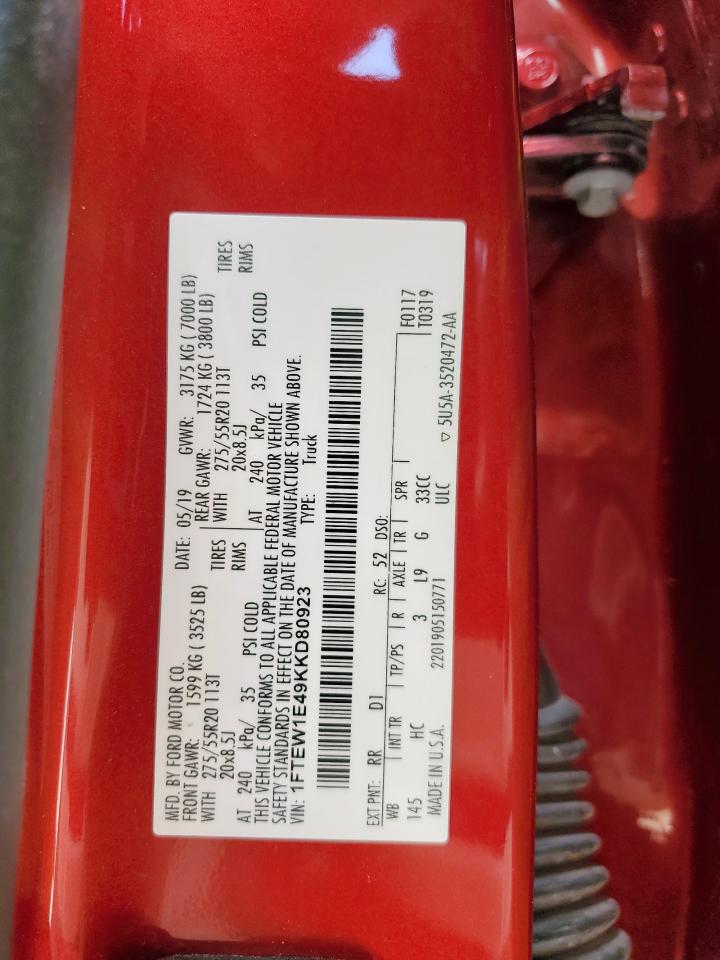 MFD. BY FORD MOTOR CO.
DATE: 05/19 GVWR: 3175 KG ( 7000 LB)
FRONT GAWR: 1599 KG ( 3525 LB)
REAR GAWR: 1724 KG ( 3800 LB)
WITH 275/55R20 113T TIRES
WITH 275/55R20 113T TIRES
20x8.5J RIMS
20x8.5J RIMS
AT 240 kPa/ 35 PSI COLD
AT 240 kPa/ 35 PSI COLD
THIS VEHICLE CONFORMS TO ALL APPLICABLE FEDERAL MOTOR VEHICLE
SAFETY STANDARDS IN EFFECT ON THE DATE OF MANUFACTURE SHOWN ABOVE.
VIN: 1FTEW1E49KKD80923 TYPE: Truck
EXT PNT: RR D1 RC: 52 DSO:
WB INT TR TP/PS R AXLE TR SPR F0117
145 HC 3 L9 G 33CC T0319
MADE IN U.S.A. 2201905150771 ULC ▽ 5U5A-3520472-AA